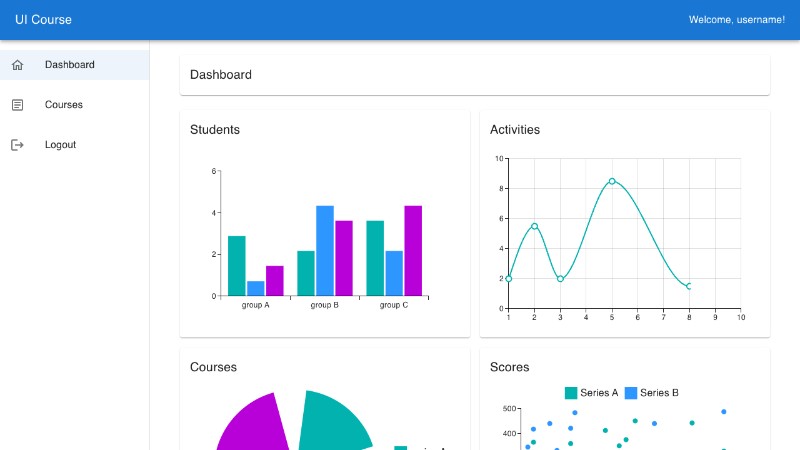 UI Course
Welcome, username!
Dashboard
Courses
Logout
Dashboard
Students
6
4
2
0
group A
group B
group C
Activities
10
8
6
4
2
0
1 2 3 4 5 6 7 8 9 10
Courses
Scores
Series A Series B
500
400